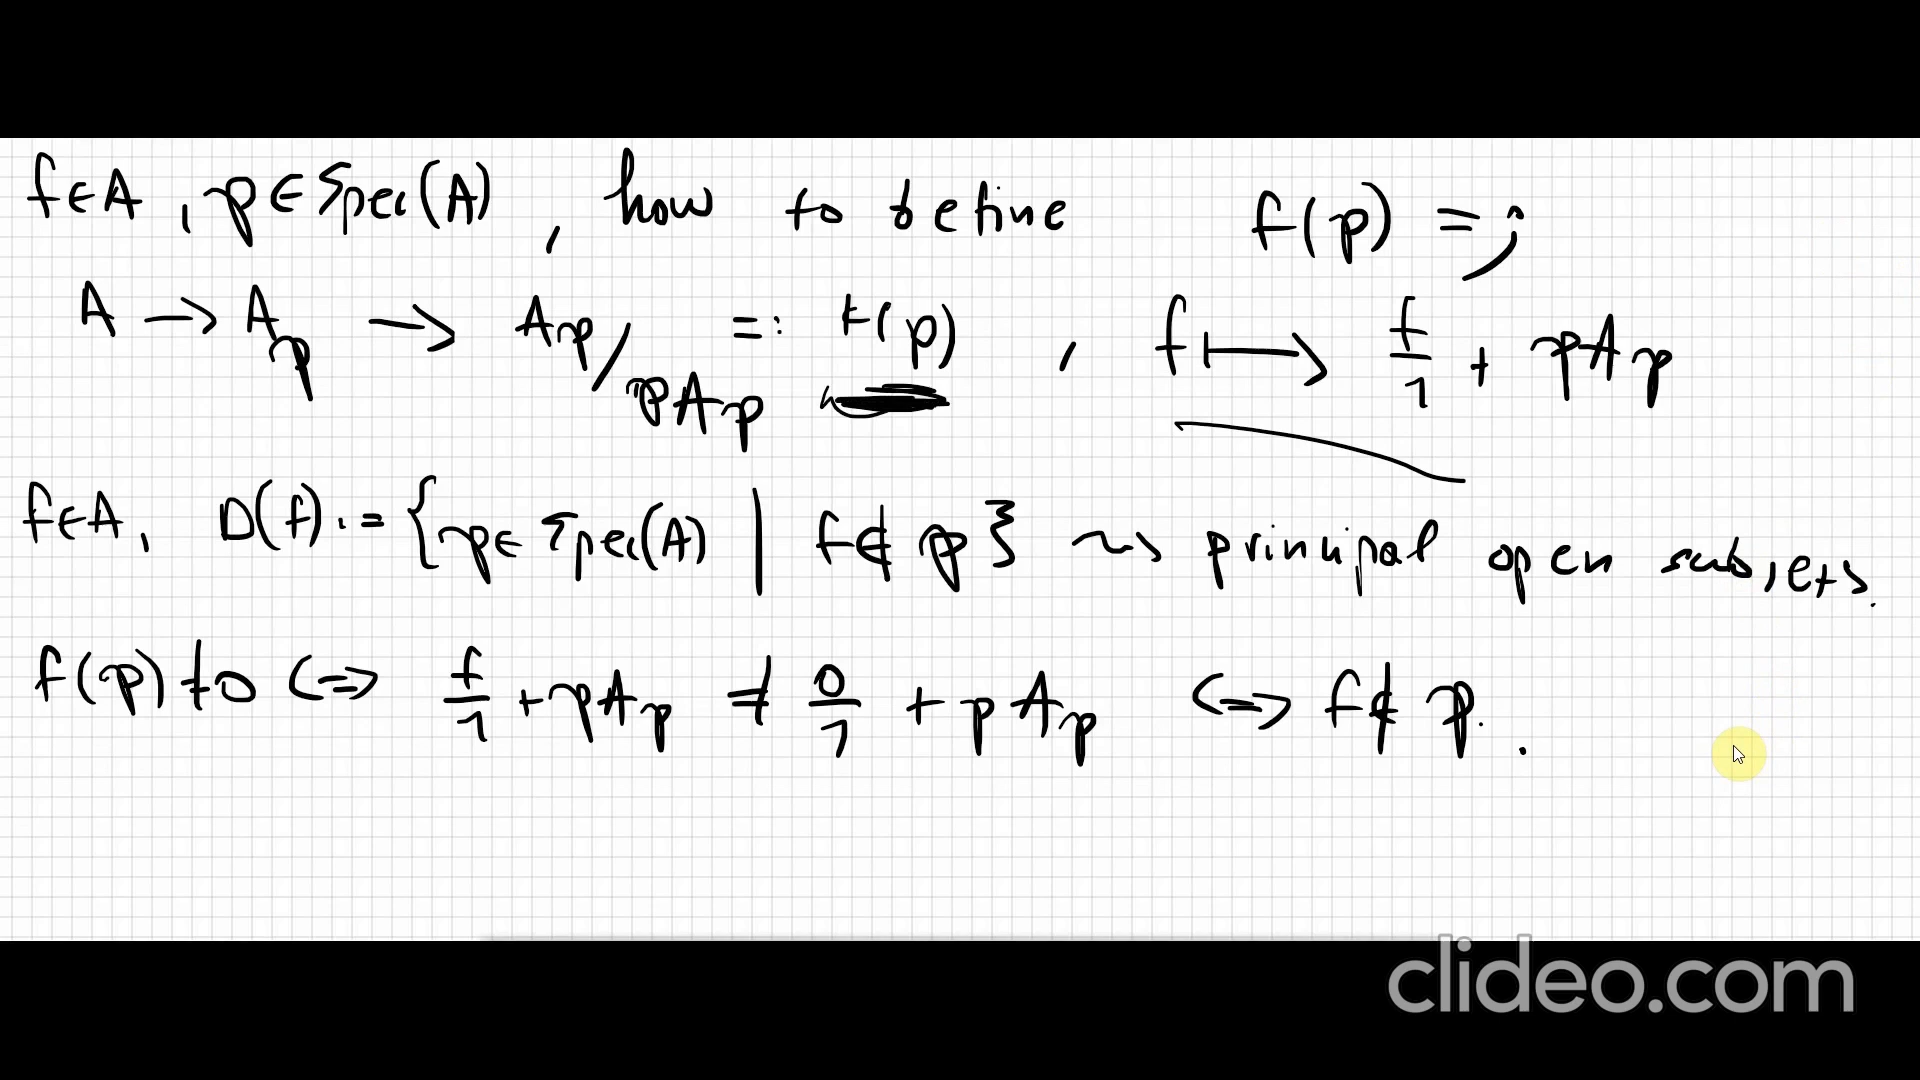 f∈A, p∈Spec(A), how to define f(p) = ;
A → A_p → A_p/pA_p =: k(p), f ⟼ f/1 + pA_p
f∈A, D(f) := {p∈Spec(A) | f∉p} ⇝ principal open subsets.
f(p)≠0 <=> f/1 + pA_p ≠ 0/1 + pA_p <=> f∉p.
clideo.com